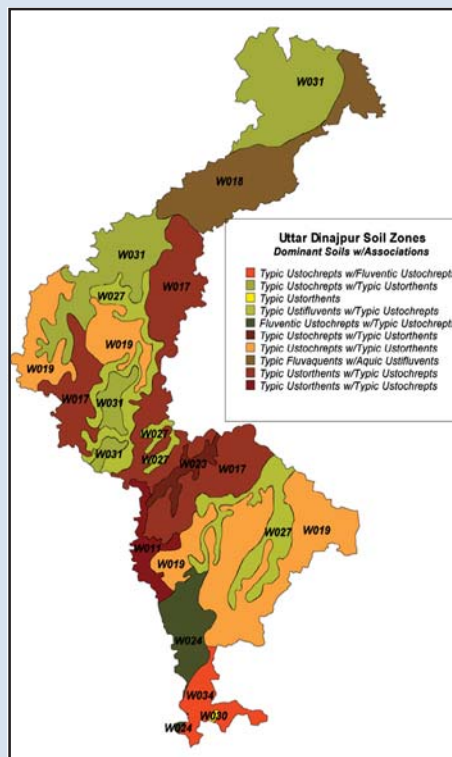 W031
W018
Uttar Dinajpur Soil Zones
Dominant Soils w/Associations
Typic Ustochrepts w/Fluventic Ustochrepts
Typic Ustochrepts w/Typic Ustorthents
Typic Ustorthents
Typic Ustifluvents w/Typic Ustochrepts
Fluventic Ustochrepts w/Typic Ustochrepts
Typic Ustochrepts w/Typic Ustorthents
Typic Ustochrepts w/Typic Ustorthents
Typic Fluvaquents w/Aquic Ustifluvents
Typic Ustorthents w/Typic Ustochrepts
Typic Ustorthents w/Typic Ustochrepts
W031
W017
W027
W019
W019
W017
W031
W027
W031
W027
W023
W017
W027
W019
W011
W019
W024
W034
W030
W024